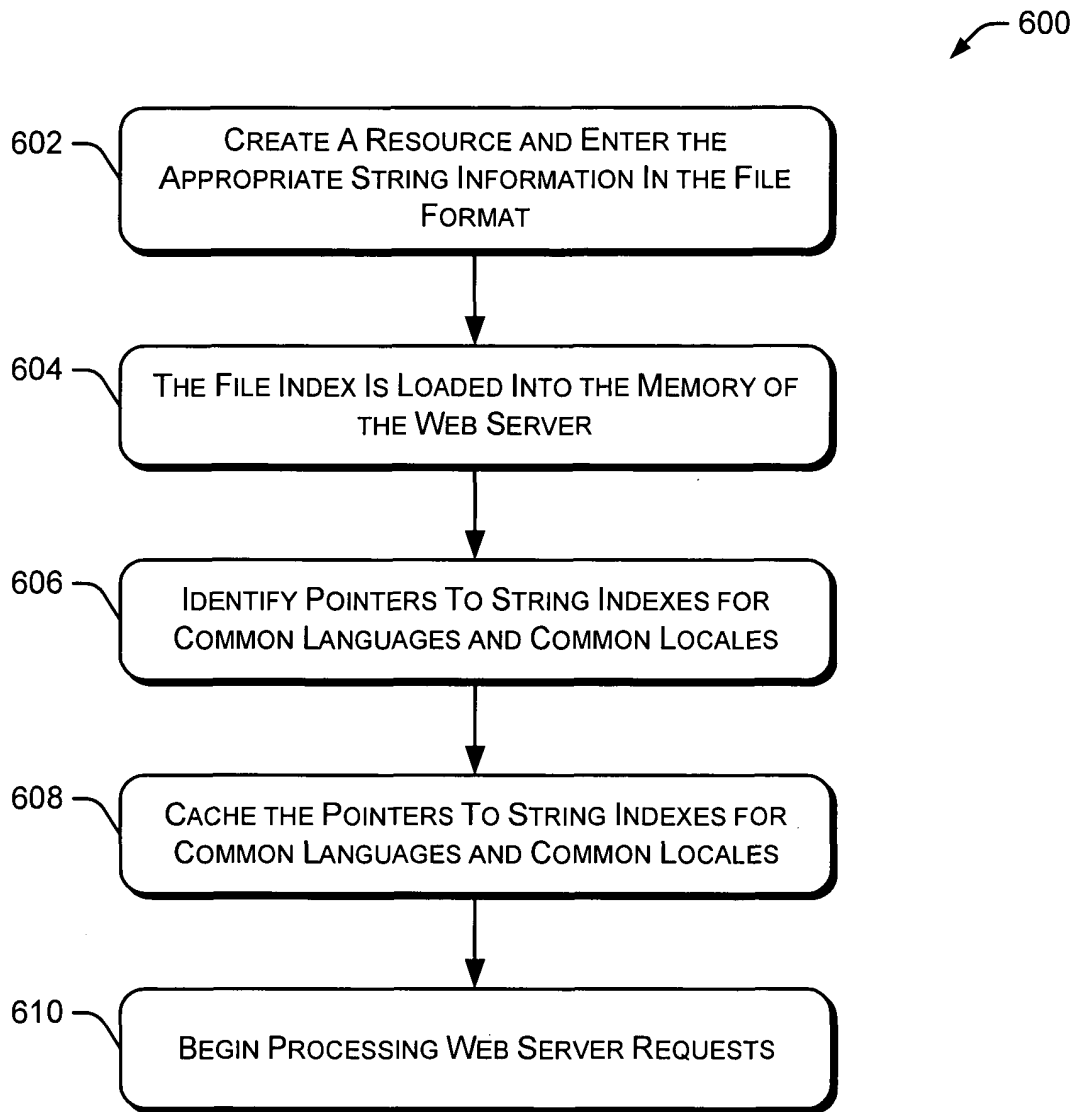 600
602
CREATE A RESOURCE AND ENTER THE
APPROPRIATE STRING INFORMATION IN THE FILE
FORMAT
604
THE FILE INDEX IS LOADED INTO THE MEMORY OF
THE WEB SERVER
606
IDENTIFY POINTERS TO STRING INDEXES FOR
COMMON LANGUAGES AND COMMON LOCALES
608
CACHE THE POINTERS TO STRING INDEXES FOR
COMMON LANGUAGES AND COMMON LOCALES
610
BEGIN PROCESSING WEB SERVER REQUESTS